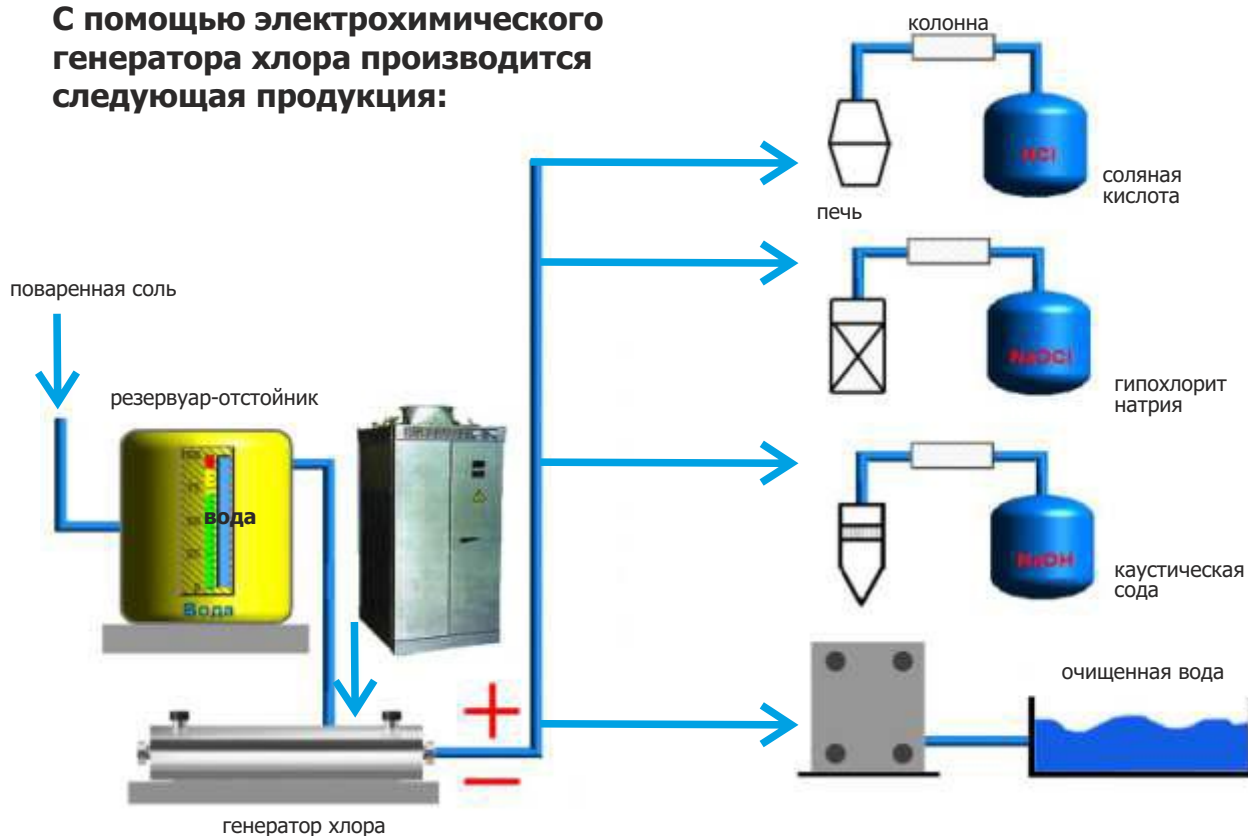 С помощью электрохимического
генератора хлора производится
следующая продукция:
колонна
HCl
соляная
кислота
печь
NaOCl
гипохлорит
натрия
поваренная соль
резервуар-отстойник
вода
Вода
NaOH
каустическая
сода
очищенная вода
генератор хлора